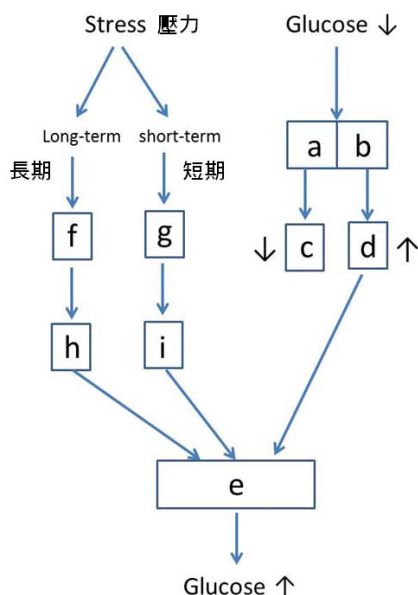 Stress 壓力
Glucose ↓
Long-term
short-term
長期
短期
a
b
f
g
↓
c
d
↑
h
i
e
Glucose ↑